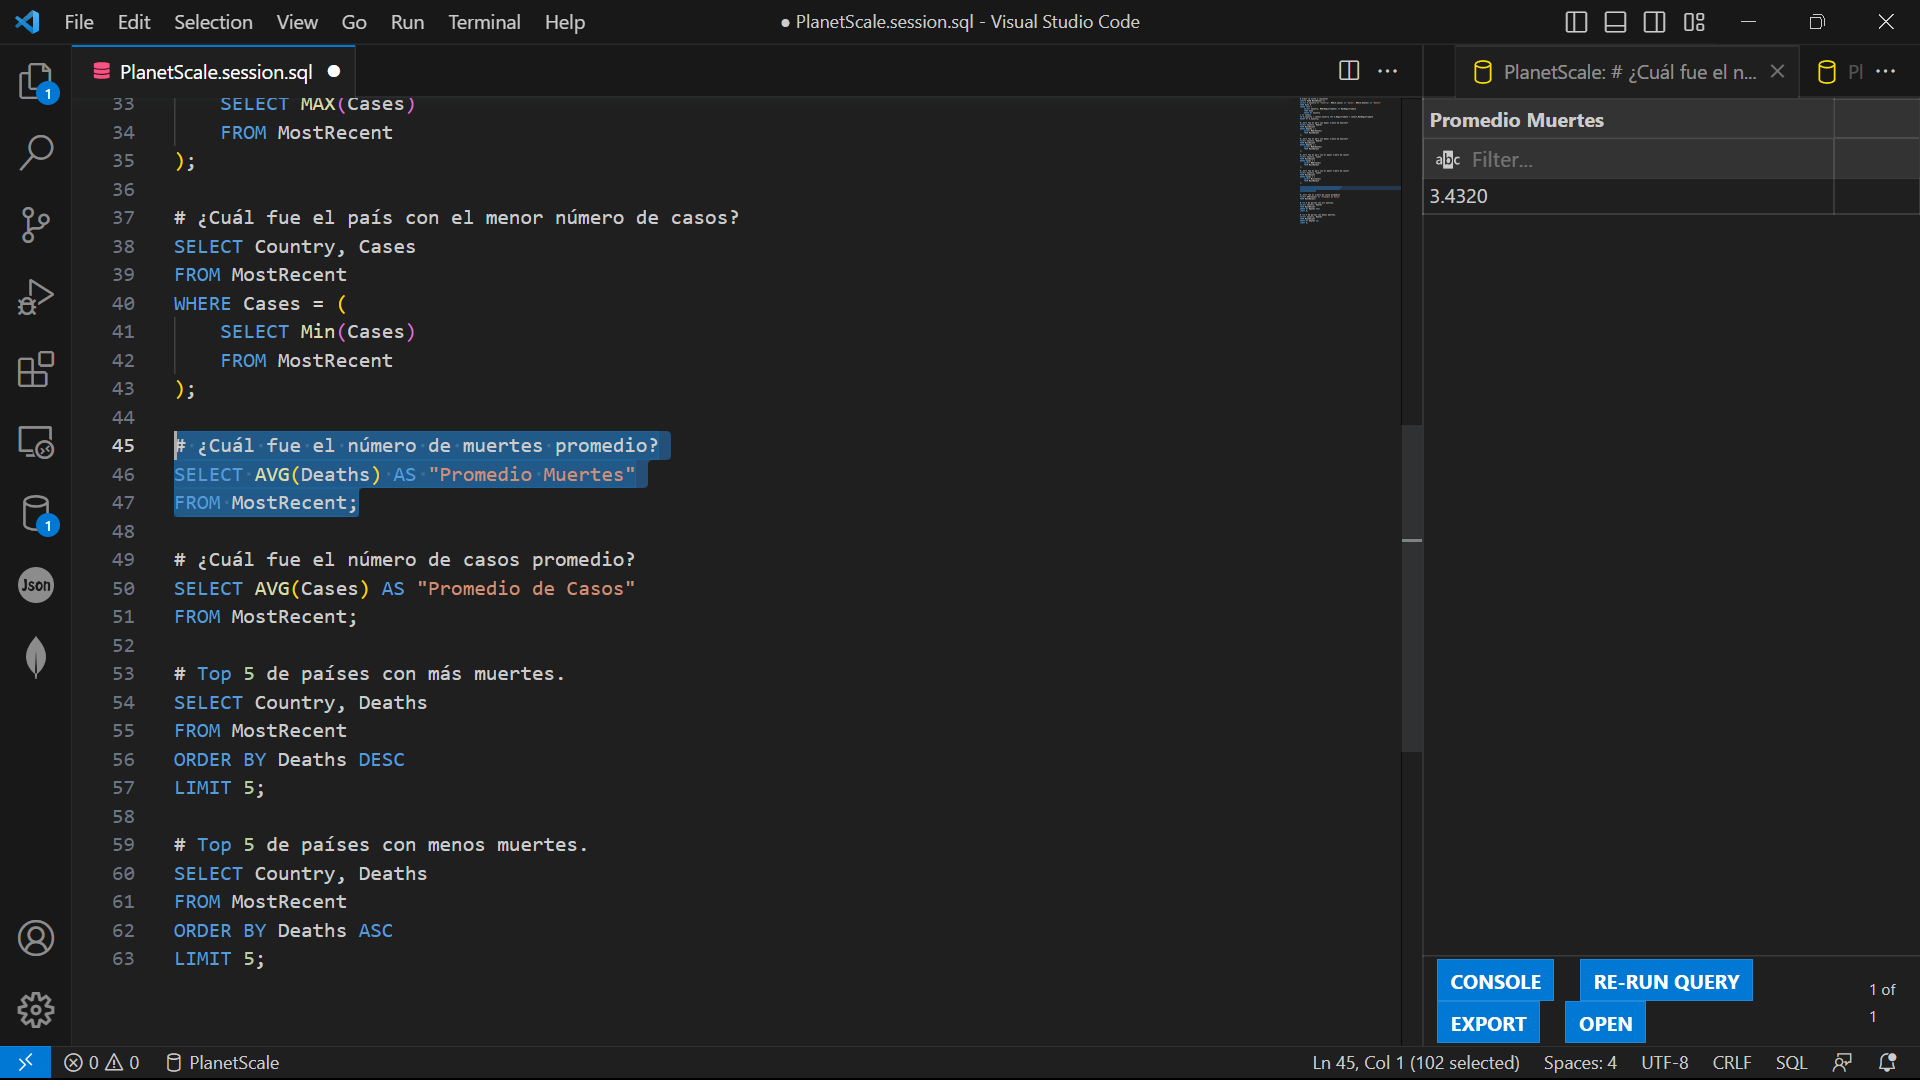 File Edit Selection View Go Run Terminal Help
● PlanetScale.session.sql - Visual Studio Code
PlanetScale.session.sql ●
33 SELECT MAX(Cases)
34 FROM MostRecent
35 );
36
37 # ¿Cuál fue el país con el menor número de casos?
38 SELECT Country, Cases
39 FROM MostRecent
40 WHERE Cases = (
41 SELECT Min(Cases)
42 FROM MostRecent
43 );
44
45 # ¿Cuál fue el número de muertes promedio?
46 SELECT AVG(Deaths) AS "Promedio Muertes"
47 FROM MostRecent;
48
49 # ¿Cuál fue el número de casos promedio?
50 SELECT AVG(Cases) AS "Promedio de Casos"
51 FROM MostRecent;
52
53 # Top 5 de países con más muertes.
54 SELECT Country, Deaths
55 FROM MostRecent
56 ORDER BY Deaths DESC
57 LIMIT 5;
58
59 # Top 5 de países con menos muertes.
60 SELECT Country, Deaths
61 FROM MostRecent
62 ORDER BY Deaths ASC
63 LIMIT 5;
1
1
Json
PlanetScale: # ¿Cuál fue el n...
Pl
Promedio Muertes
abc Filter...
3.4320
CONSOLE RE-RUN QUERY
EXPORT OPEN
1 of
1
0 0 PlanetScale
Ln 45, Col 1 (102 selected) Spaces: 4 UTF-8 CRLF SQL